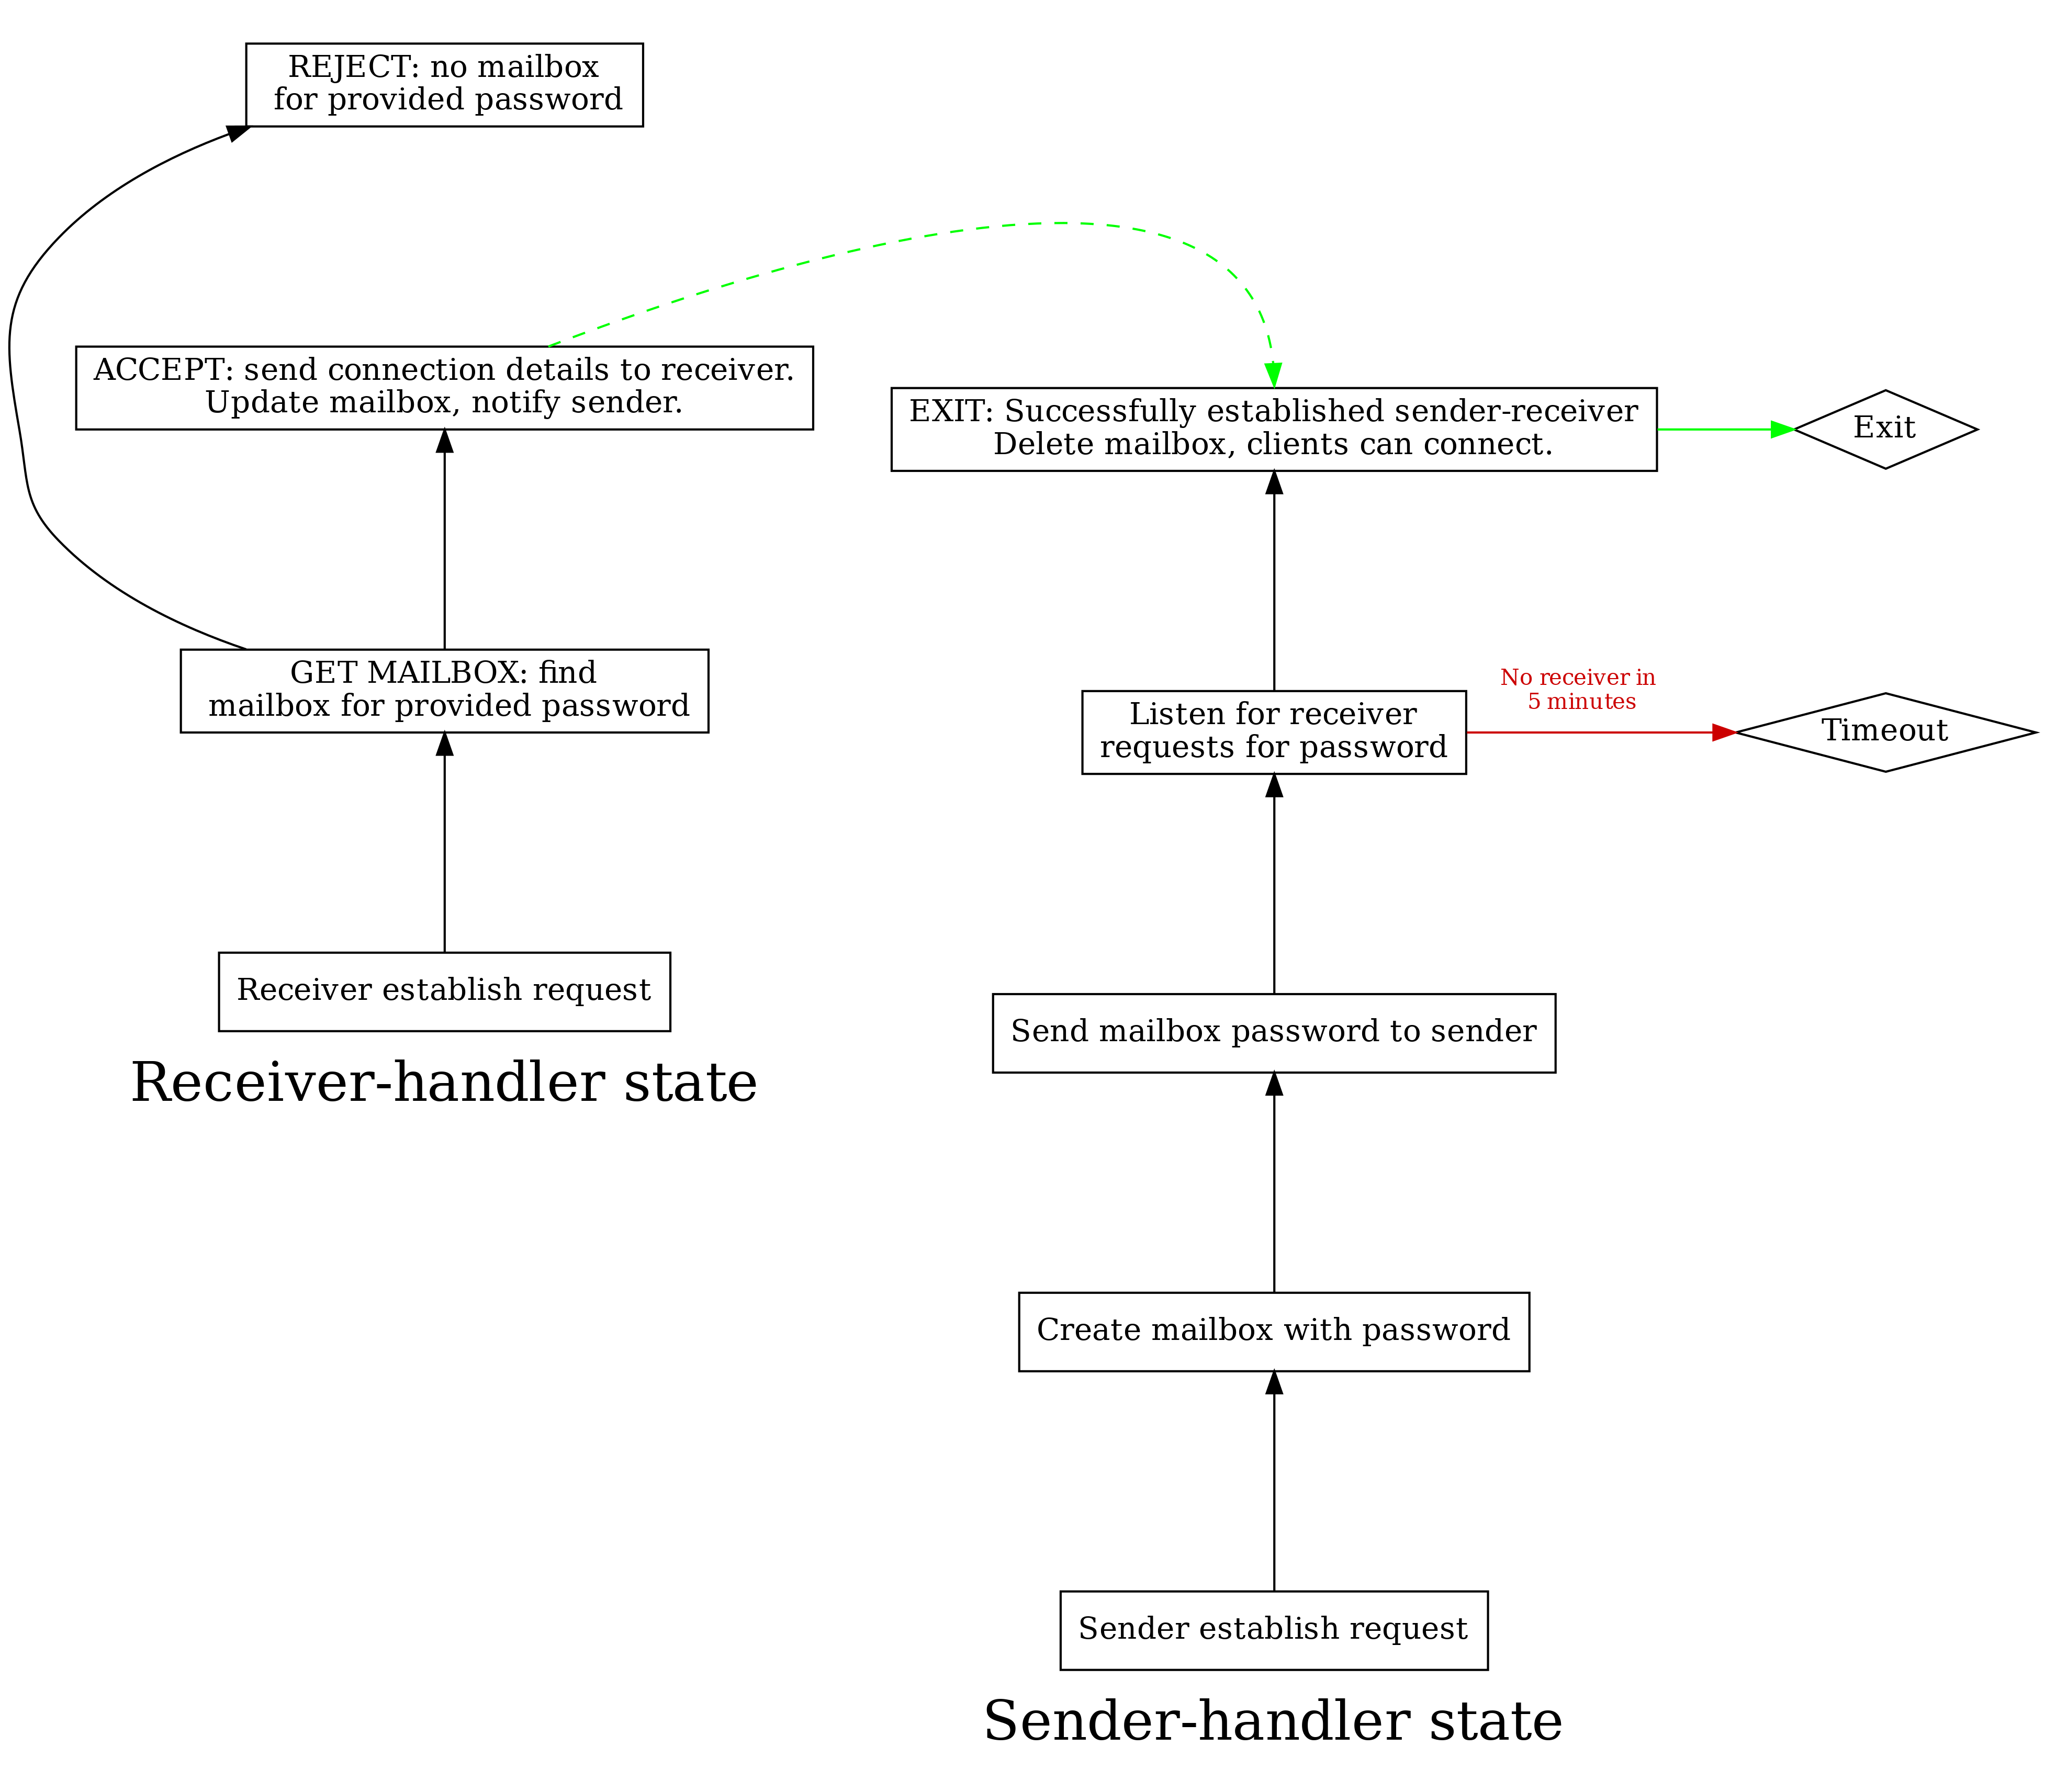 REJECT: no mailbox
for provided password
ACCEPT: send connection details to receiver.
Update mailbox, notify sender.
GET MAILBOX: find
mailbox for provided password
Receiver establish request
Receiver-handler state
EXIT: Successfully established sender-receiver
Delete mailbox, clients can connect.
Exit
Listen for receiver
requests for password
No receiver in
5 minutes
Timeout
Send mailbox password to sender
Create mailbox with password
Sender establish request
Sender-handler state